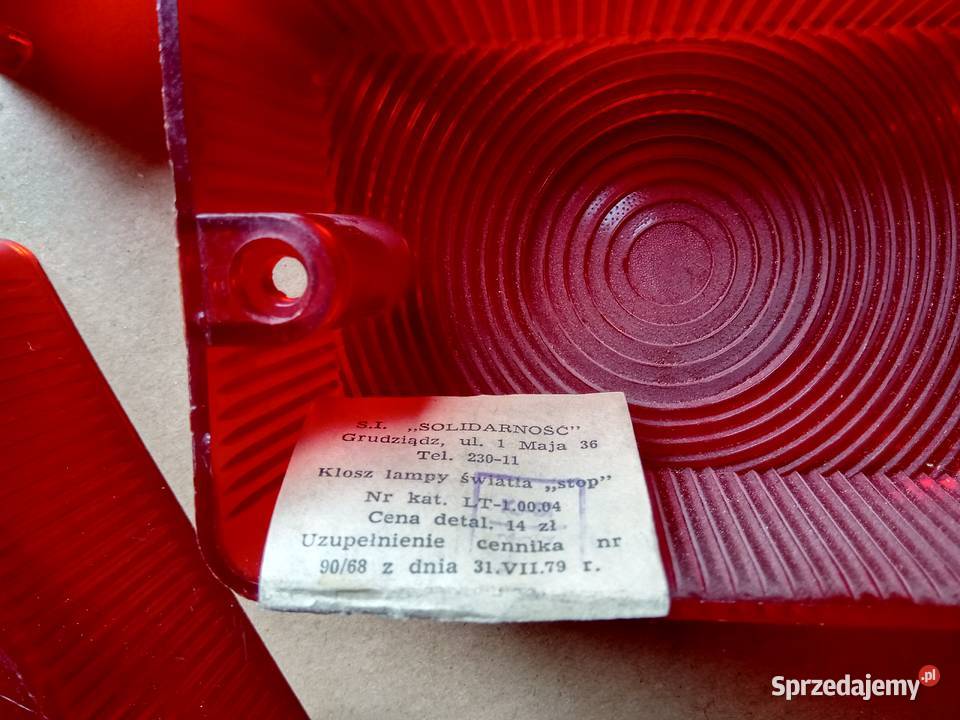 S.I. „SOLIDARNOŚĆ”
Grudziądz, ul. 1 Maja 36
Tel. 230-11
Klosz lampy światła „stop”
Nr kat. LT-1.00.04
Cena detal. 14 zł
Uzupełnienie cennika nr
90/68 z dnia 31.VII.79 r.
Sprzedajemy.pl